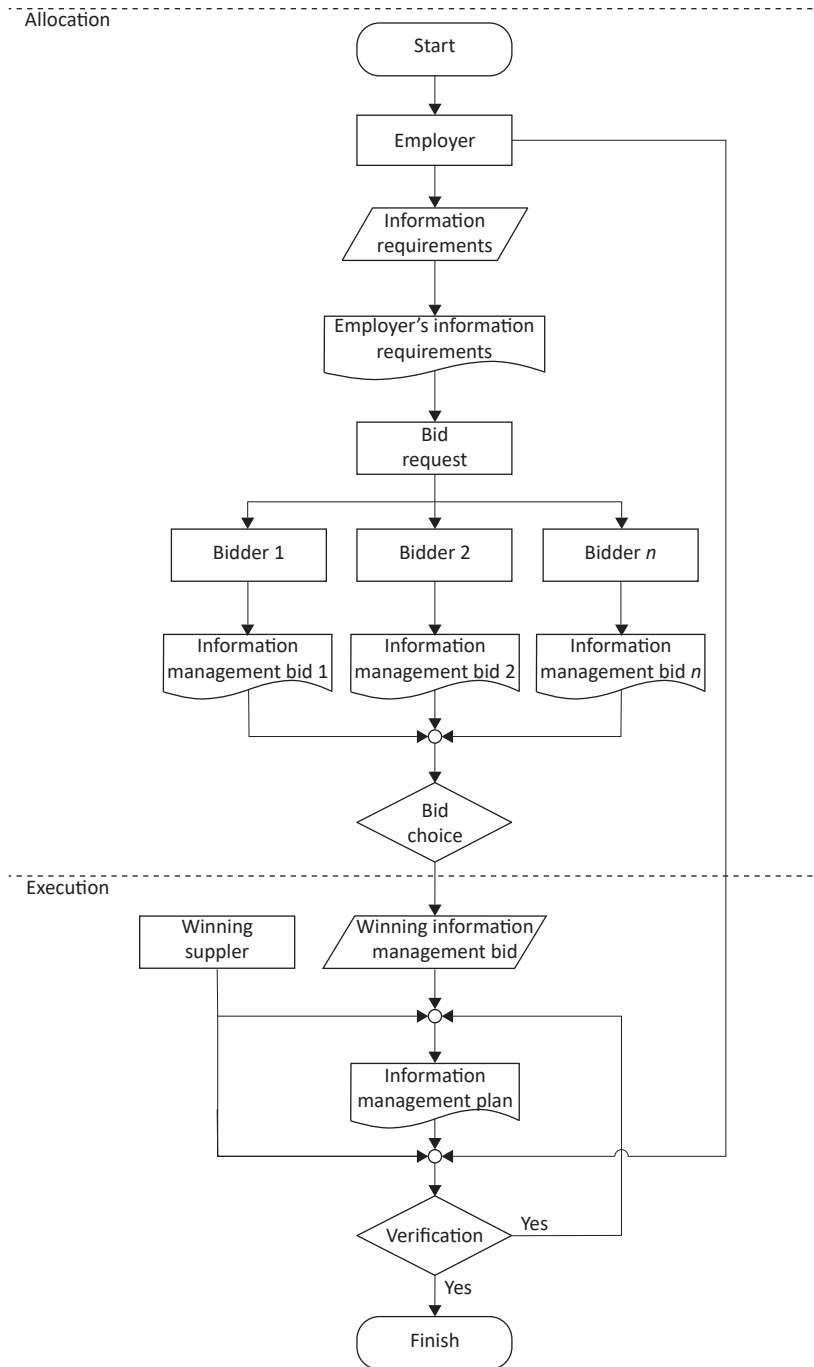 Allocation
Start
Employer
Information
requirements
Employer’s information
requirements
Bid
request
Bidder 1
Bidder 2
Bidder n
Information
management bid 1
Information
management bid 2
Information
management bid n
Bid
choice
Execution
Winning
suppler
Winning information
management bid
Information
management plan
Verification
Yes
Yes
Finish